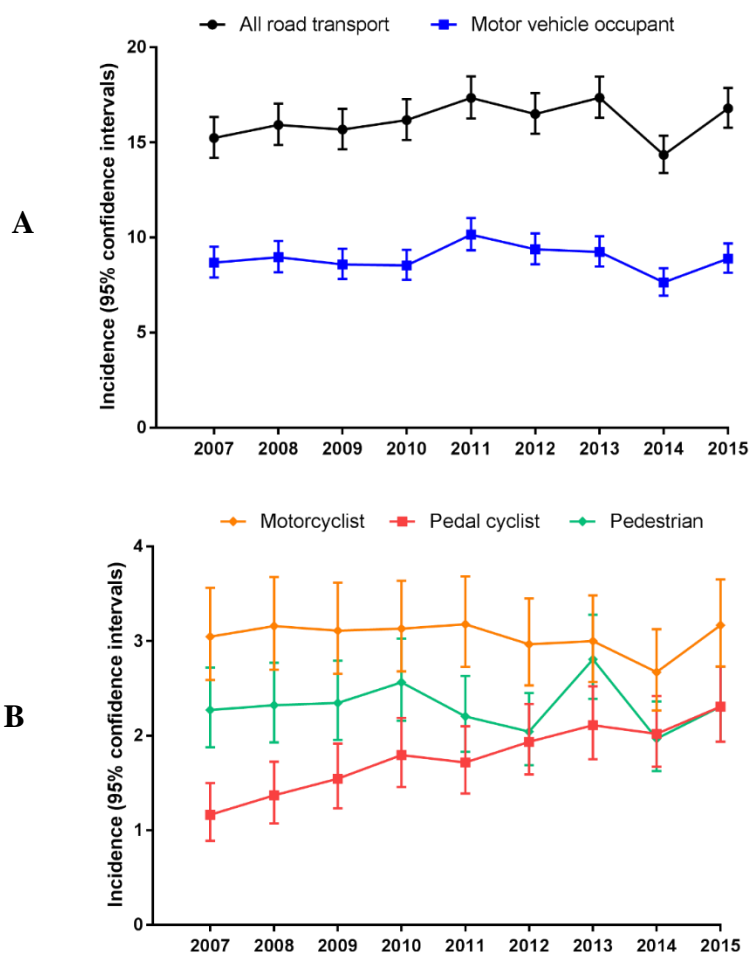 All road transport Motor vehicle occupant
A
Incidence (95% confidence intervals)
20
15
10
5
0
2007 2008 2009 2010 2011 2012 2013 2014 2015
Motorcyclist Pedal cyclist Pedestrian
B
Incidence (95% confidence intervals)
4
3
2
1
0
2007 2008 2009 2010 2011 2012 2013 2014 2015